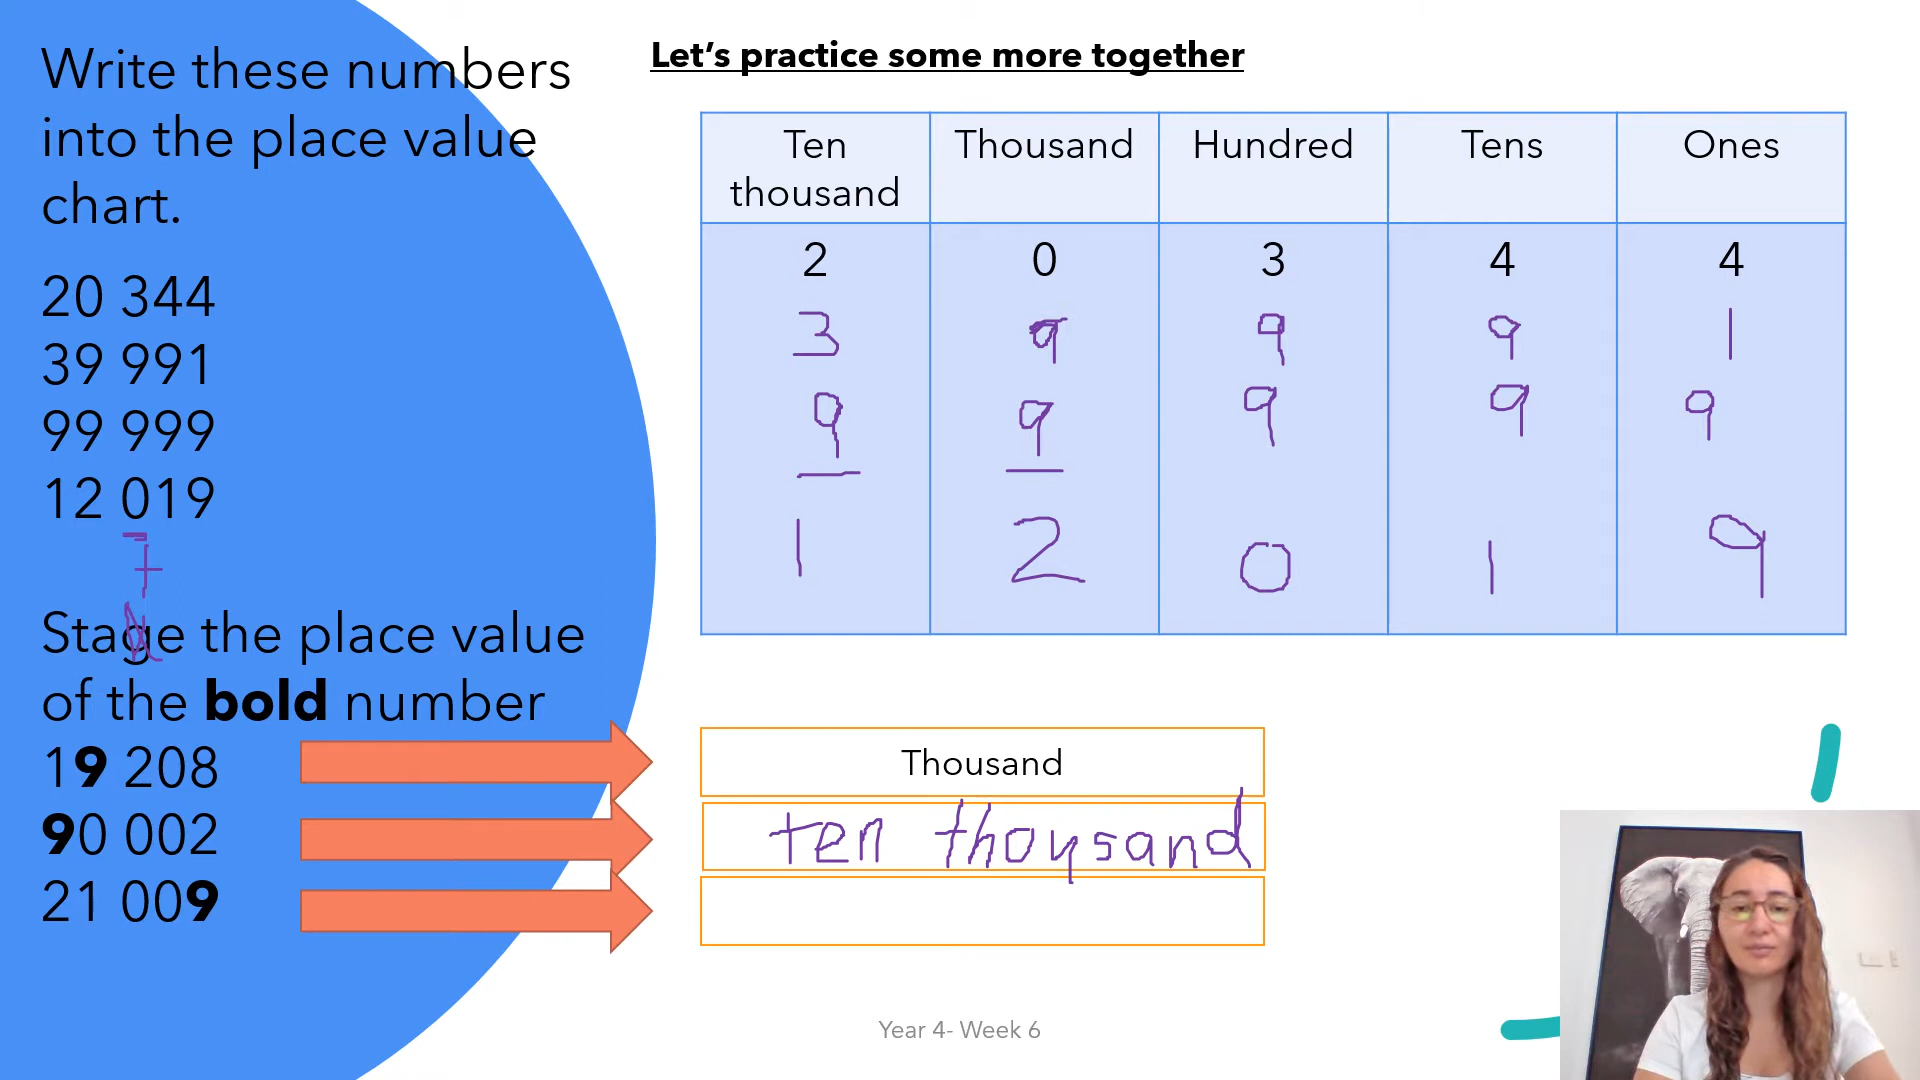 Write these numbers
into the place value
chart.
20 344
39 991
99 999
12 019
Stage the place value
of the bold number
19 208
90 002
21 009
Let's practice some more together
Ten thousand Thousand Hundred Tens Ones
2 0 3 4 4
3 9 9 9 1
9 9 9 9 9
1 2 0 1 9
Thousand
ten thousand
Year 4- Week 6